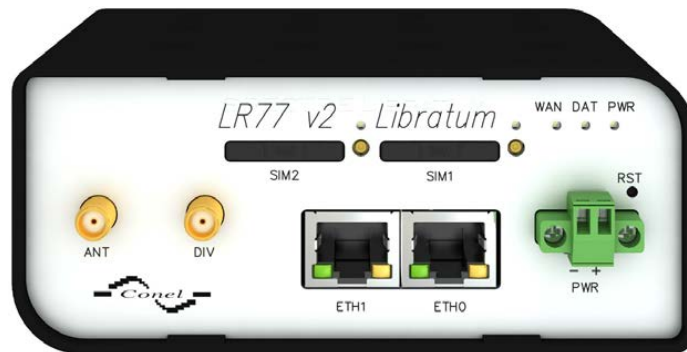 LR77 v2 Libratum WAN DAT PWR
SIM2 SIM1 RST
ANT DIV
- +
Conel ETH1 ETH0 PWR